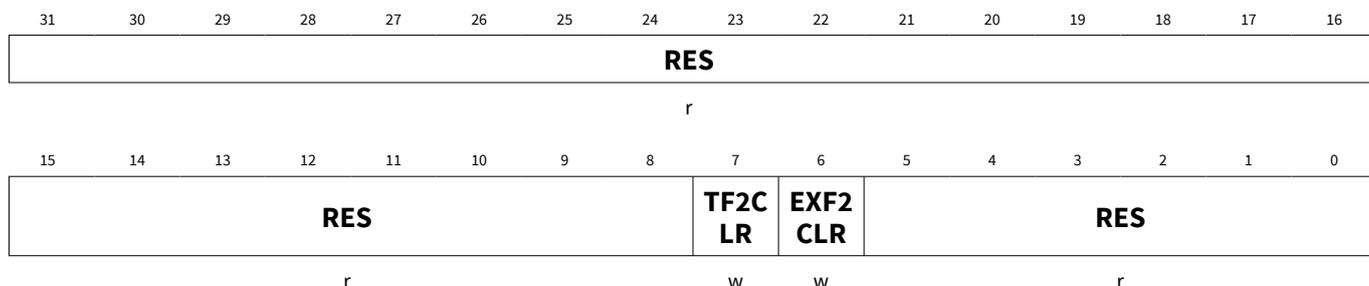 31 30 29 28 27 26 25 24 23 22 21 20 19 18 17 16
RES
r
15 14 13 12 11 10 9 8 7 6 5 4 3 2 1 0
RES TF2C EXF2 RES
LR CLR
r w w r